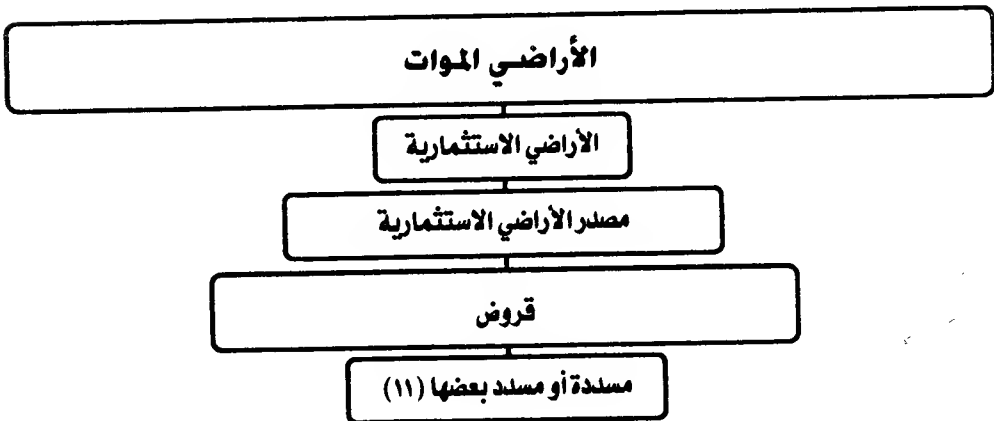 الأراضي الموات
الأراضي الاستثمارية
مصدر الأراضي الاستثمارية
قروض
مسددة أو مسدد بعضها (١١)